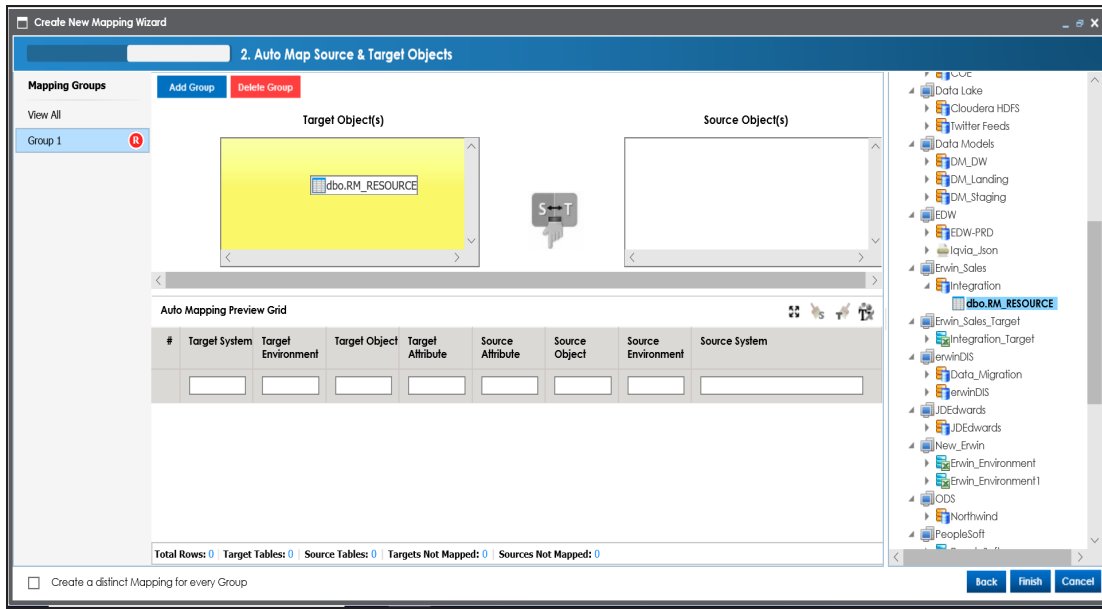 Create New Mapping Wizard
2. Auto Map Source & Target Objects
Mapping Groups
View All
Group 1
R
Add Group
Delete Group
Target Object(s)
Source Object(s)
dbo.RM_RESOURCE
S T
Auto Mapping Preview Grid
S
T
T
# Target System Target Environment Target Object Target Attribute Source Attribute Source Object Source Environment Source System
Total Rows: 0 | Target Tables: 0 | Source Tables: 0 | Targets Not Mapped: 0 | Sources Not Mapped: 0
COE
Data Lake
Cloudera HDFS
Twitter Feeds
Data Models
DM_DW
DM_Landing
DM_Staging
EDW
EDW-PRD
Iqvia_Json
Erwin_Sales
Integration
dbo.RM_RESOURCE
Erwin_Sales_Target
Integration_Target
erwinDIS
Data_Migration
erwinDIS
JDEdwards
JDEdwards
New_Erwin
Erwin_Environment
Erwin_Environment1
ODS
Northwind
PeopleSoft
Create a distinct Mapping for every Group
Back
Finish
Cancel